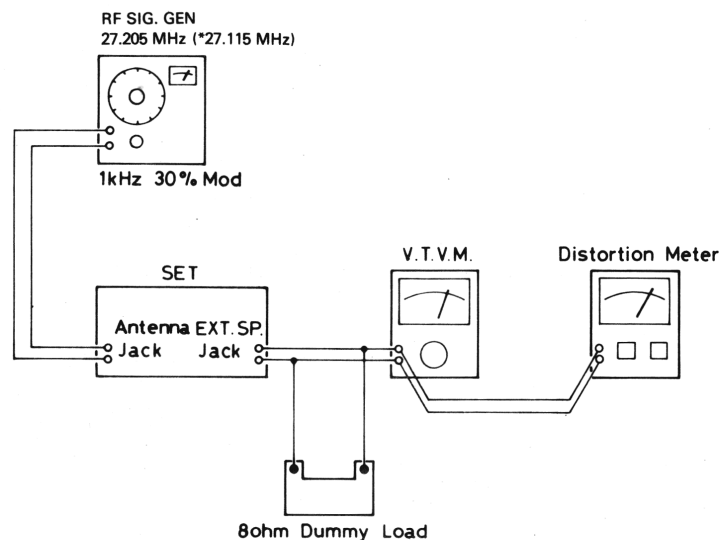 RF SIG. GEN
27.205 MHz (*27.115 MHz)
1kHz 30% Mod
SET
Antenna EXT. SP.
Jack Jack
V.T.V.M.
Distortion Meter
8ohm Dummy Load